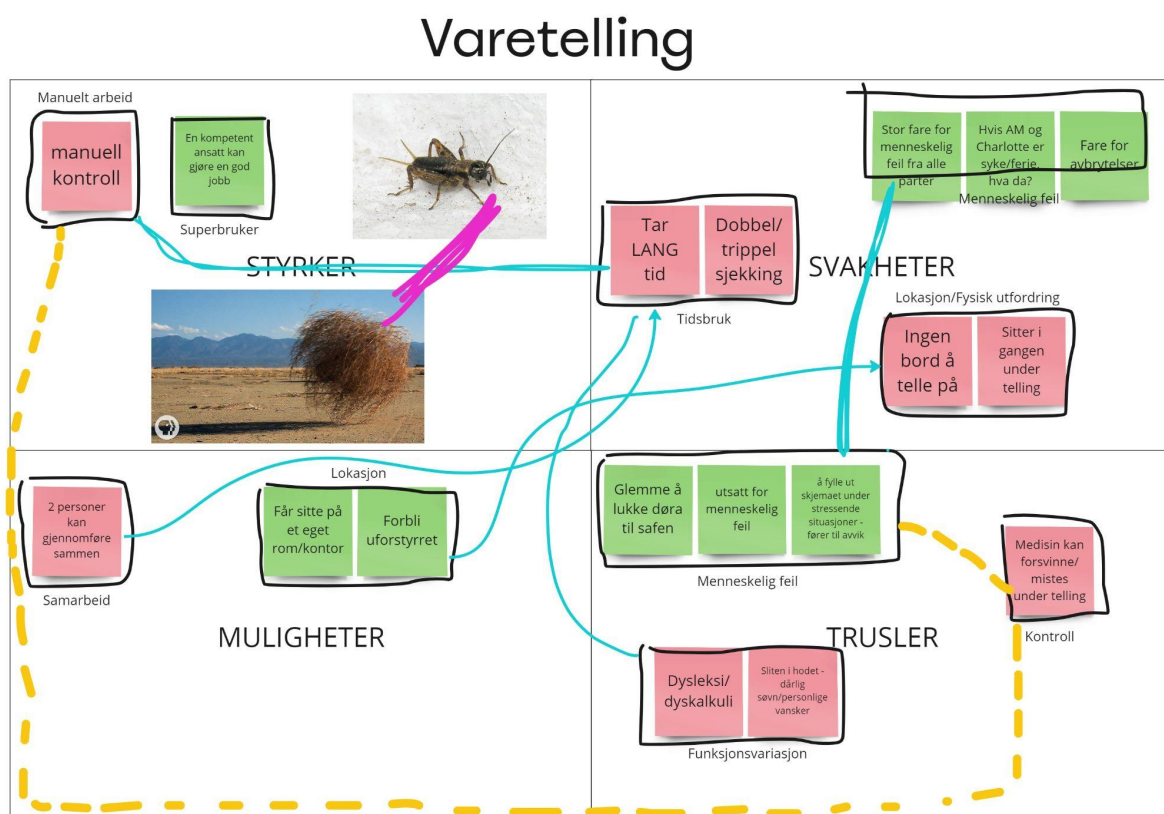 Varetelling
Manuelt arbeid
manuell
kontroll
En kompetent
ansatt kan
gjøre en god
jobb
Superbruker
STYRKER
Stor fare for
menneskelig
feil fra alle
parter
Hvis AM og
Charlotte er
syke/ferie,
hva da?
Fare for
avbrytelser
Menneskelig feil
Tar
LANG
tid
Dobbel/
trippel
sjekking
Tidsbruk
SVAKHETER
Lokasjon/Fysisk utfordring
Ingen
bord å
telle på
Sitter i
gangen
under
telling
2 personer
kan
gjennomføre
sammen
Samarbeid
Lokasjon
Får sitte på
et eget
rom/kontor
Forbli
uforstyrret
MULIGHETER
Glemme å
lukke døra
til safen
utsatt for
menneskelig
feil
å fylle ut
skjemaet under
stressende
situasjoner -
fører til avvik
Menneskelig feil
Medisin kan
forsvinne/
mistes
under telling
Kontroll
TRUSLER
Dysleksi/
dyskalkuli
Sliten i hodet -
dårlig
søvn/personlige
vansker
Funksjonsvariasjon